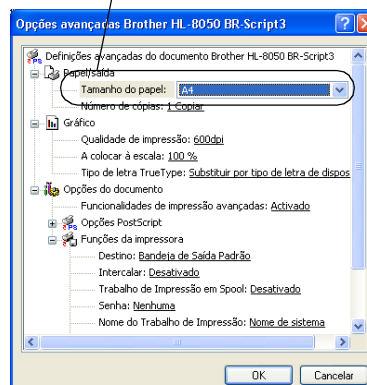 Opções avançadas Brother HL-8050 BR-Script3
Definições avançadas do documento Brother HL-8050 BR-Script3
Papel/saída
Tamanho do papel: A4
Número de cópias: 1 Copiar
Gráfico
Qualidade de impressão: 600dpi
A colocar à escala: 100 %
Tipo de letra TrueType: Substituir por tipo de letra de dispos
Opções do documento
Funcionalidades de impressão avançadas: Activado
Opções PostScript
Funções da impressora
Destino: Bandeja de Saída Padrão
Intercalar: Desativado
Trabalho de Impressão em Spool: Desativado
Senha: Nenhuma
Nome do Trabalho de Impressão: Nome de sistema
OK Cancelar